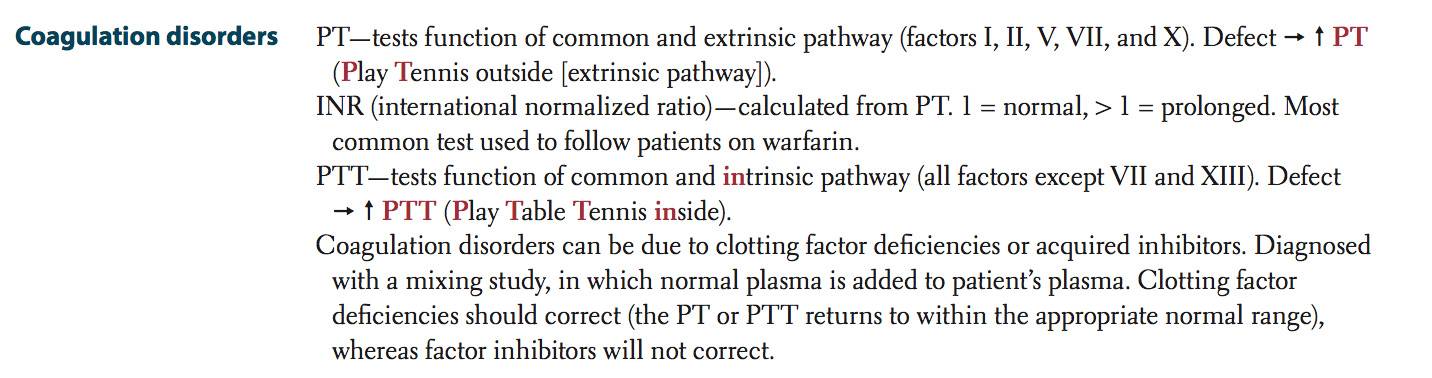 Coagulation disorders
PT—tests function of common and extrinsic pathway (factors I, II, V, VII, and X). Defect → ↑ PT
(Play Tennis outside [extrinsic pathway]).
INR (international normalized ratio)—calculated from PT. 1 = normal, > 1 = prolonged. Most
common test used to follow patients on warfarin.
PTT—tests function of common and intrinsic pathway (all factors except VII and XIII). Defect
→ ↑ PTT (Play Table Tennis inside).
Coagulation disorders can be due to clotting factor deficiencies or acquired inhibitors. Diagnosed
with a mixing study, in which normal plasma is added to patient's plasma. Clotting factor
deficiencies should correct (the PT or PTT returns to within the appropriate normal range),
whereas factor inhibitors will not correct.